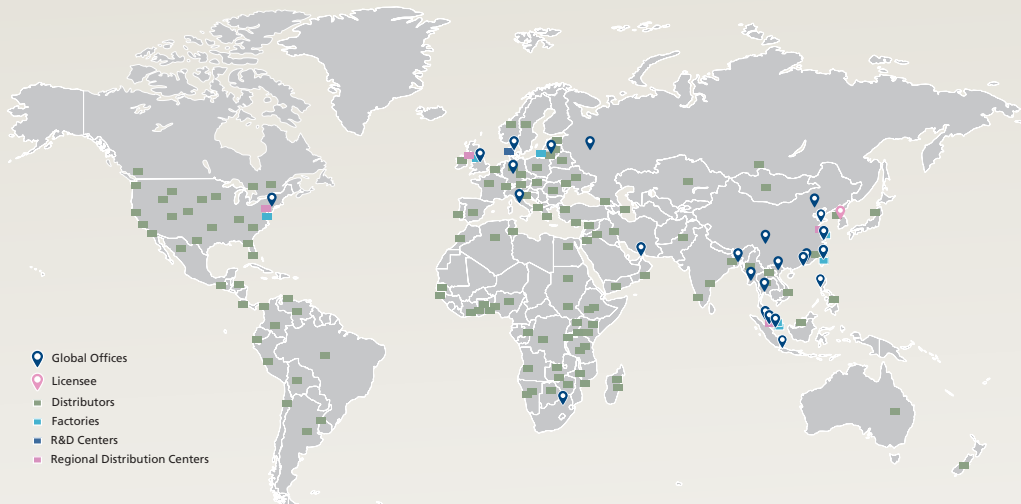 Global Offices
Licensee
Distributors
Factories
R&D Centers
Regional Distribution Centers